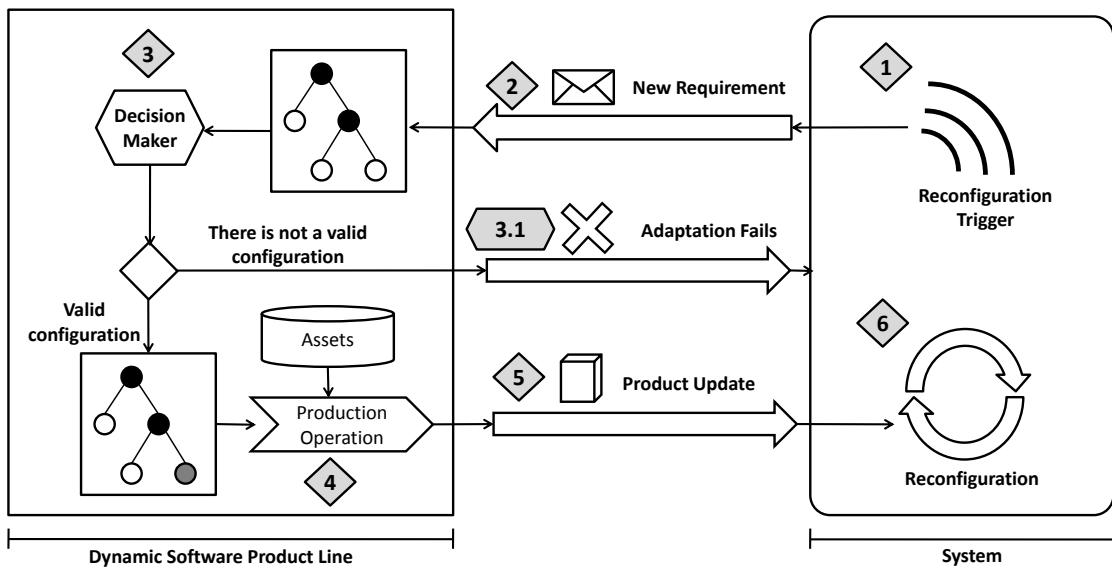 3
2
New Requirement
1
Decision
Maker
Reconfiguration
Trigger
3.1
Adaptation Fails
There is not a valid
configuration
Valid
configuration
Assets
5
Product Update
6
Production
Operation
4
Reconfiguration
Dynamic Software Product Line
System